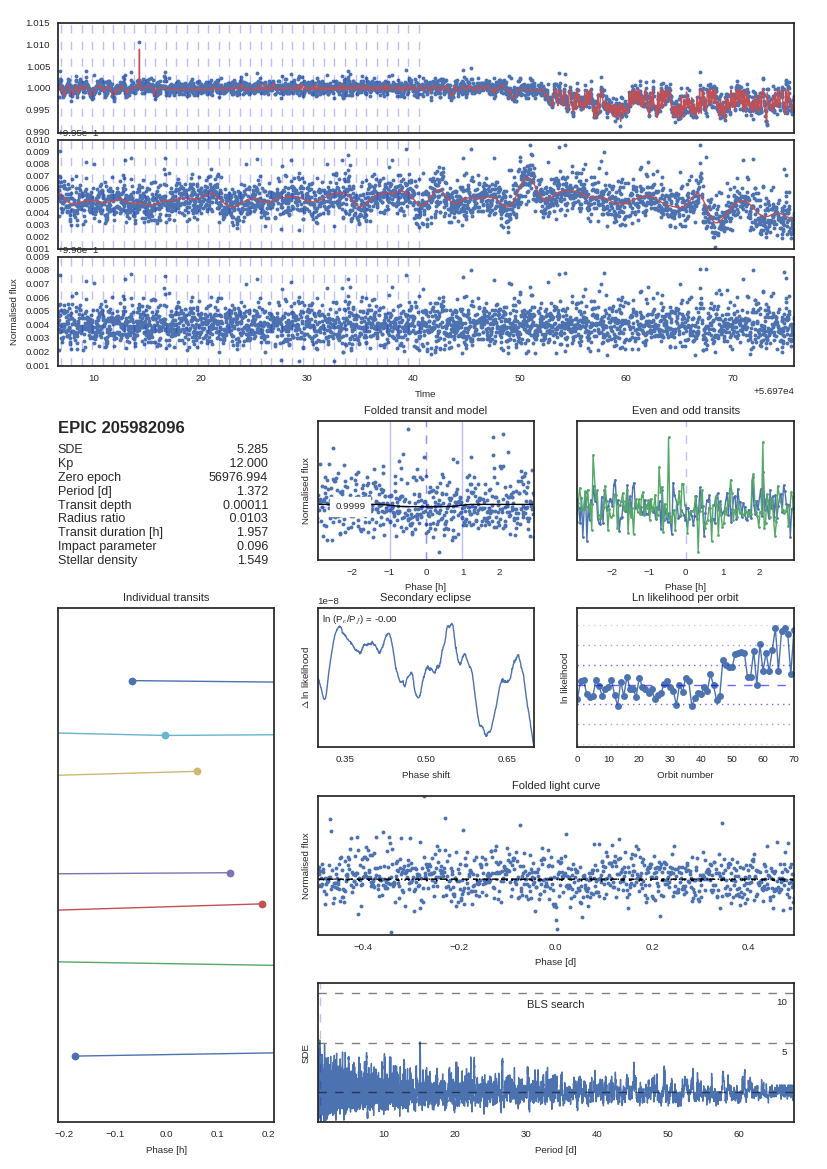 1.015
1.010
1.005
1.000
0.995
0.990
+9.95e−1
0.010
0.009
0.008
0.007
0.006
0.005
0.004
0.003
0.002
0.001
+9.96e−1
0.009
0.008
0.007
0.006
0.005
0.004
0.003
0.002
0.001
Normalised flux
10 20 30 40 50 60 70
Time
+5.697e4
EPIC 205982096
SDE 5.285
Kp 12.000
Zero epoch 56976.994
Period [d] 1.372
Transit depth 0.00011
Radius ratio 0.0103
Transit duration [h] 1.957
Impact parameter 0.096
Stellar density 1.549
Folded transit and model
Normalised flux
0.9999
−2 −1 0 1 2
Phase [h]
Even and odd transits
−2 −1 0 1 2
Phase [h]
Individual transits
−0.2 −0.1 0.0 0.1 0.2
Phase [h]
Secondary eclipse
1e−8
ln (Pₑ/P𝒇) = -0.00
Δ ln likelihood
0.35 0.50 0.65
Phase shift
Ln likelihood per orbit
ln likelihood
0 10 20 30 40 50 60 70
Orbit number
Folded light curve
Normalised flux
−0.4 −0.2 0.0 0.2 0.4
Phase [d]
BLS search
10
5
SDE
10 20 30 40 50 60
Period [d]